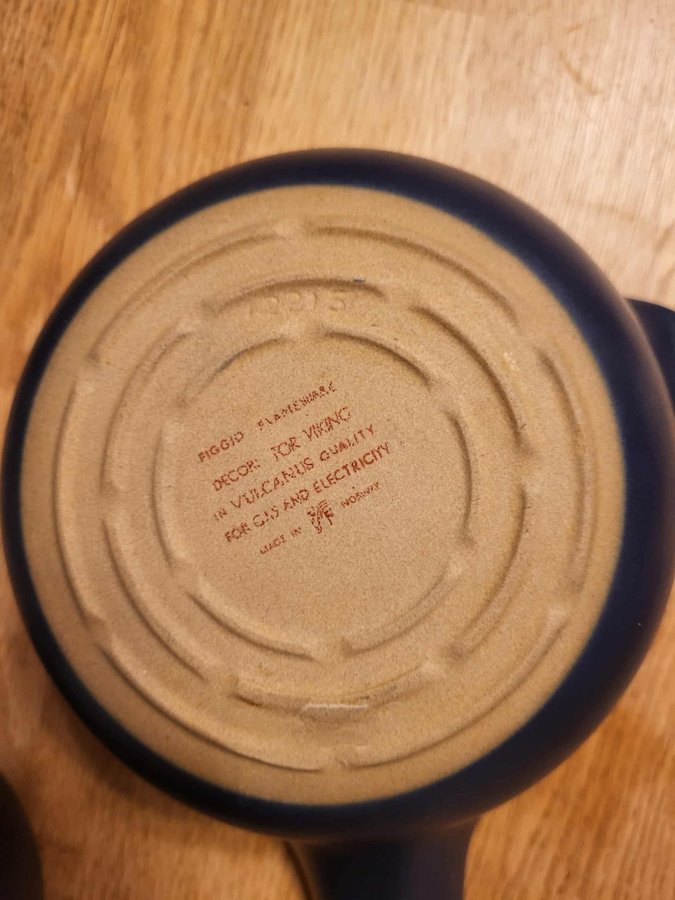 FIGGJO FLAMEWARE
DECOR: TOR VIKING
IN VULCANUS QUALITY
FOR GAS AND ELECTRICITY
MADE IN NORWAY